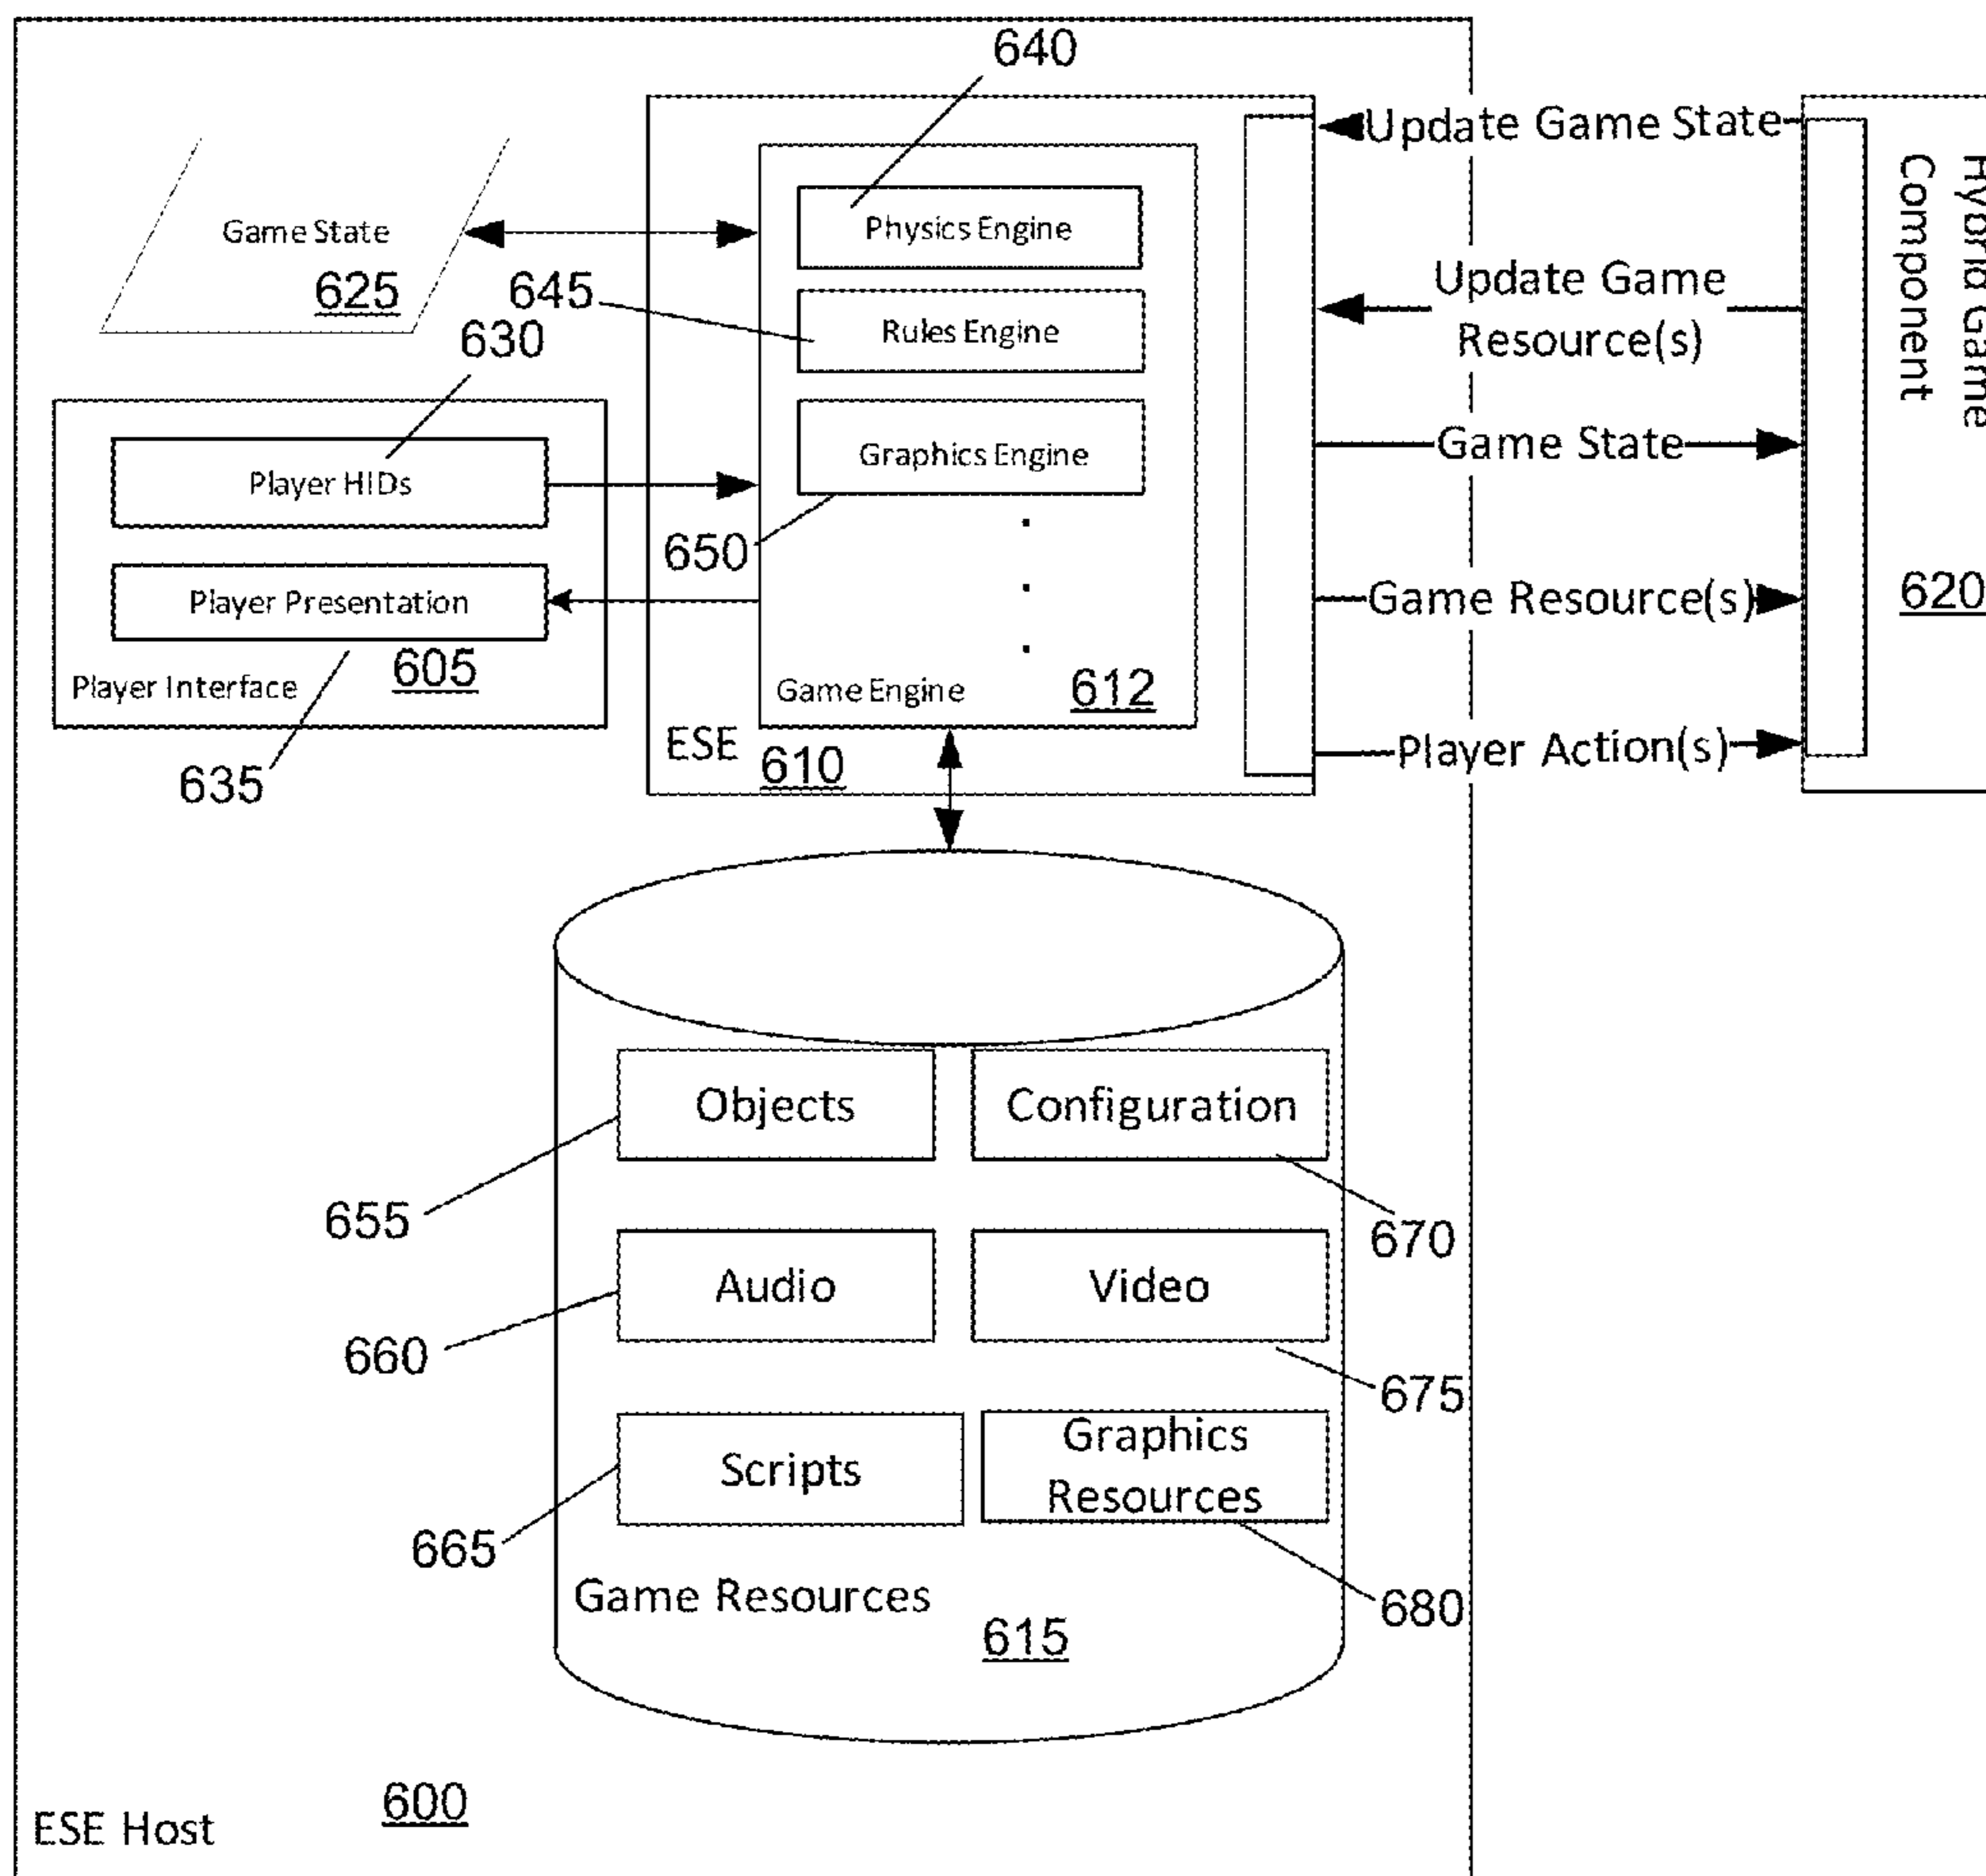 640
Update Game State
Game State
625
Physics Engine
645
Rules Engine
Update Game
Resource(s)
Hybrid Game
Component
630
Player HIDs
Graphics Engine
Game State
650
Player Presentation
605
Player Interface
635
Game Engine
612
ESE
610
Game Resource(s)
620
Player Action(s)
Objects
Configuration
655
670
Audio
Video
660
675
Scripts
Graphics
Resources
665
680
Game Resources
615
ESE Host
600